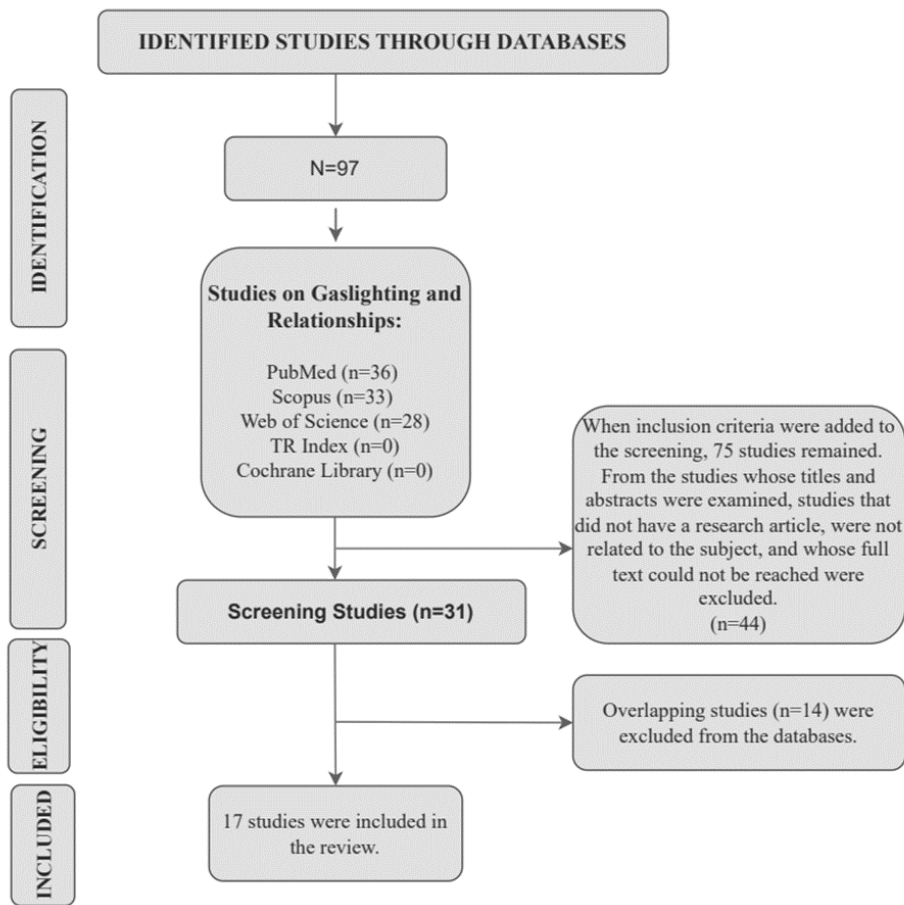 IDENTIFIED STUDIES THROUGH DATABASES
IDENTIFICATION
N=97
Studies on Gaslighting and
Relationships:
PubMed (n=36)
Scopus (n=33)
Web of Science (n=28)
TR Index (n=0)
Cochrane Library (n=0)
SCREENING
When inclusion criteria were added to
the screening, 75 studies remained.
From the studies whose titles and
abstracts were examined, studies that
did not have a research article, were not
related to the subject, and whose full
text could not be reached were
excluded.
(n=44)
Screening Studies (n=31)
ELIGIBILITY
Overlapping studies (n=14) were
excluded from the databases.
INCLUDED
17 studies were included in
the review.